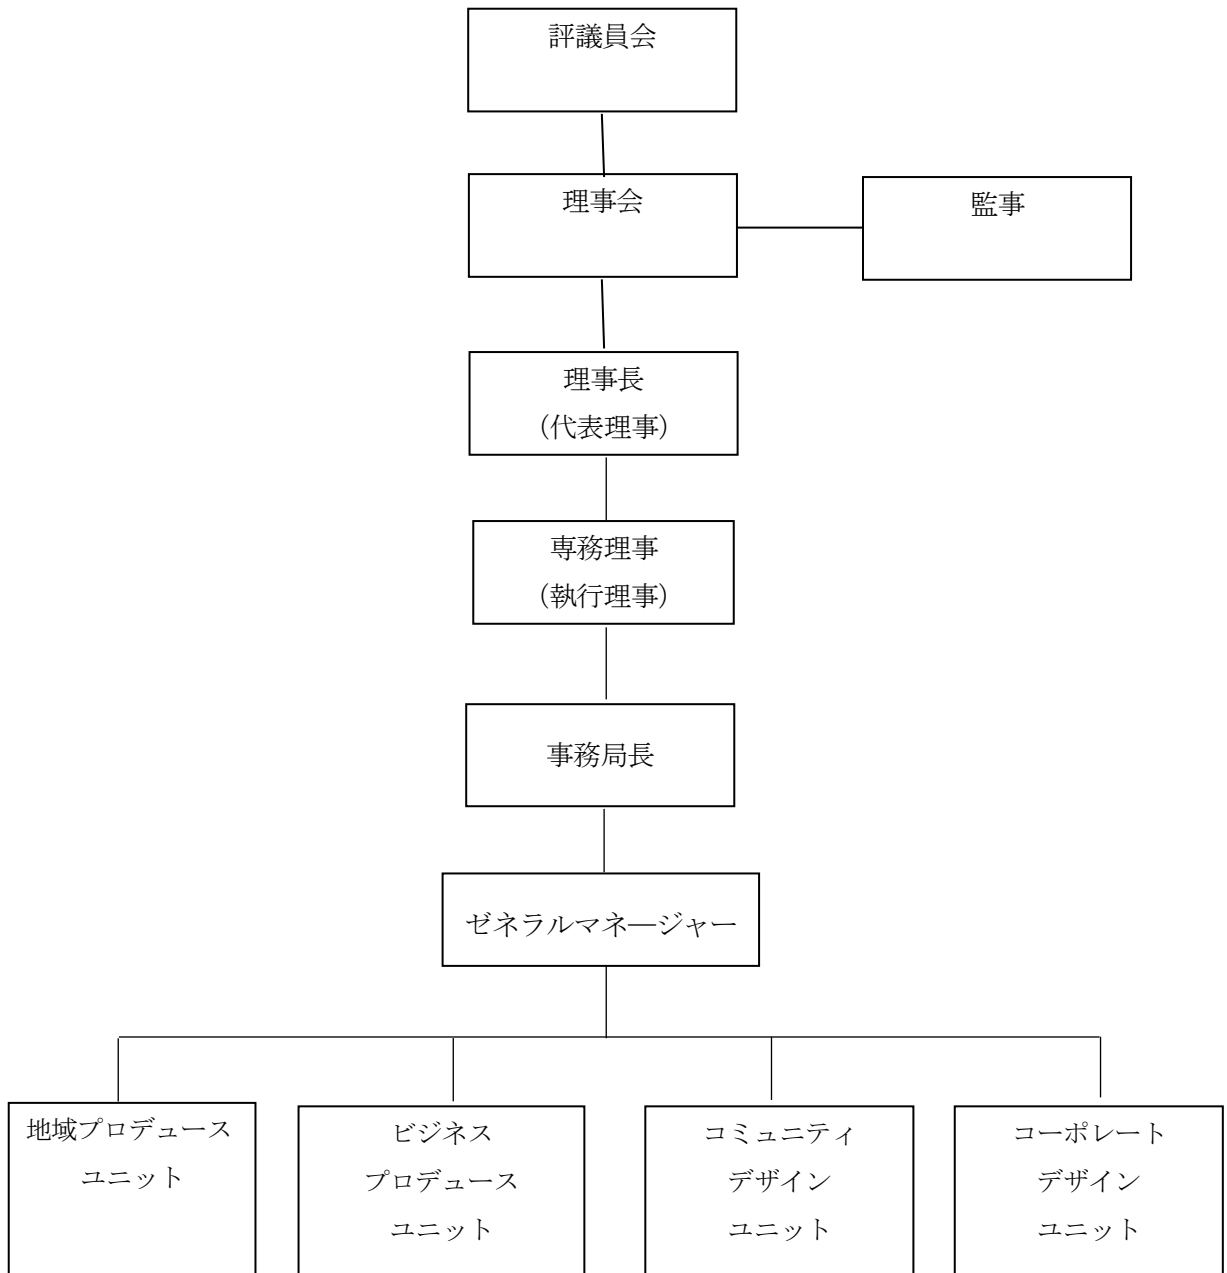 評議員会
理事会
監事
理事長
（代表理事）
専務理事
（執行理事）
事務局長
ゼネラルマネ―ジャー
地域プロデュース
ユニット
ビジネス
プロデュース
ユニット
コミュニティ
デザイン
ユニット
コーポレート
デザイン
ユニット